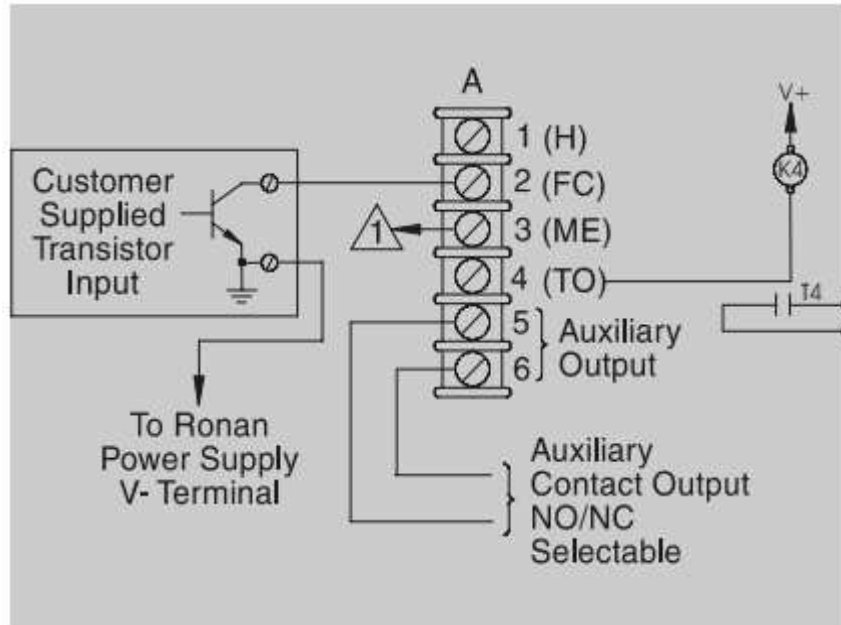 A
V+
1 (H)
Customer
Supplied
Transistor
Input
2 (FC)
K4
1
3 (ME)
4 (TO)
T4
5
6
Auxiliary
Output
To Ronan
Power Supply
V- Terminal
Auxiliary
Contact Output
NO/NC
Selectable